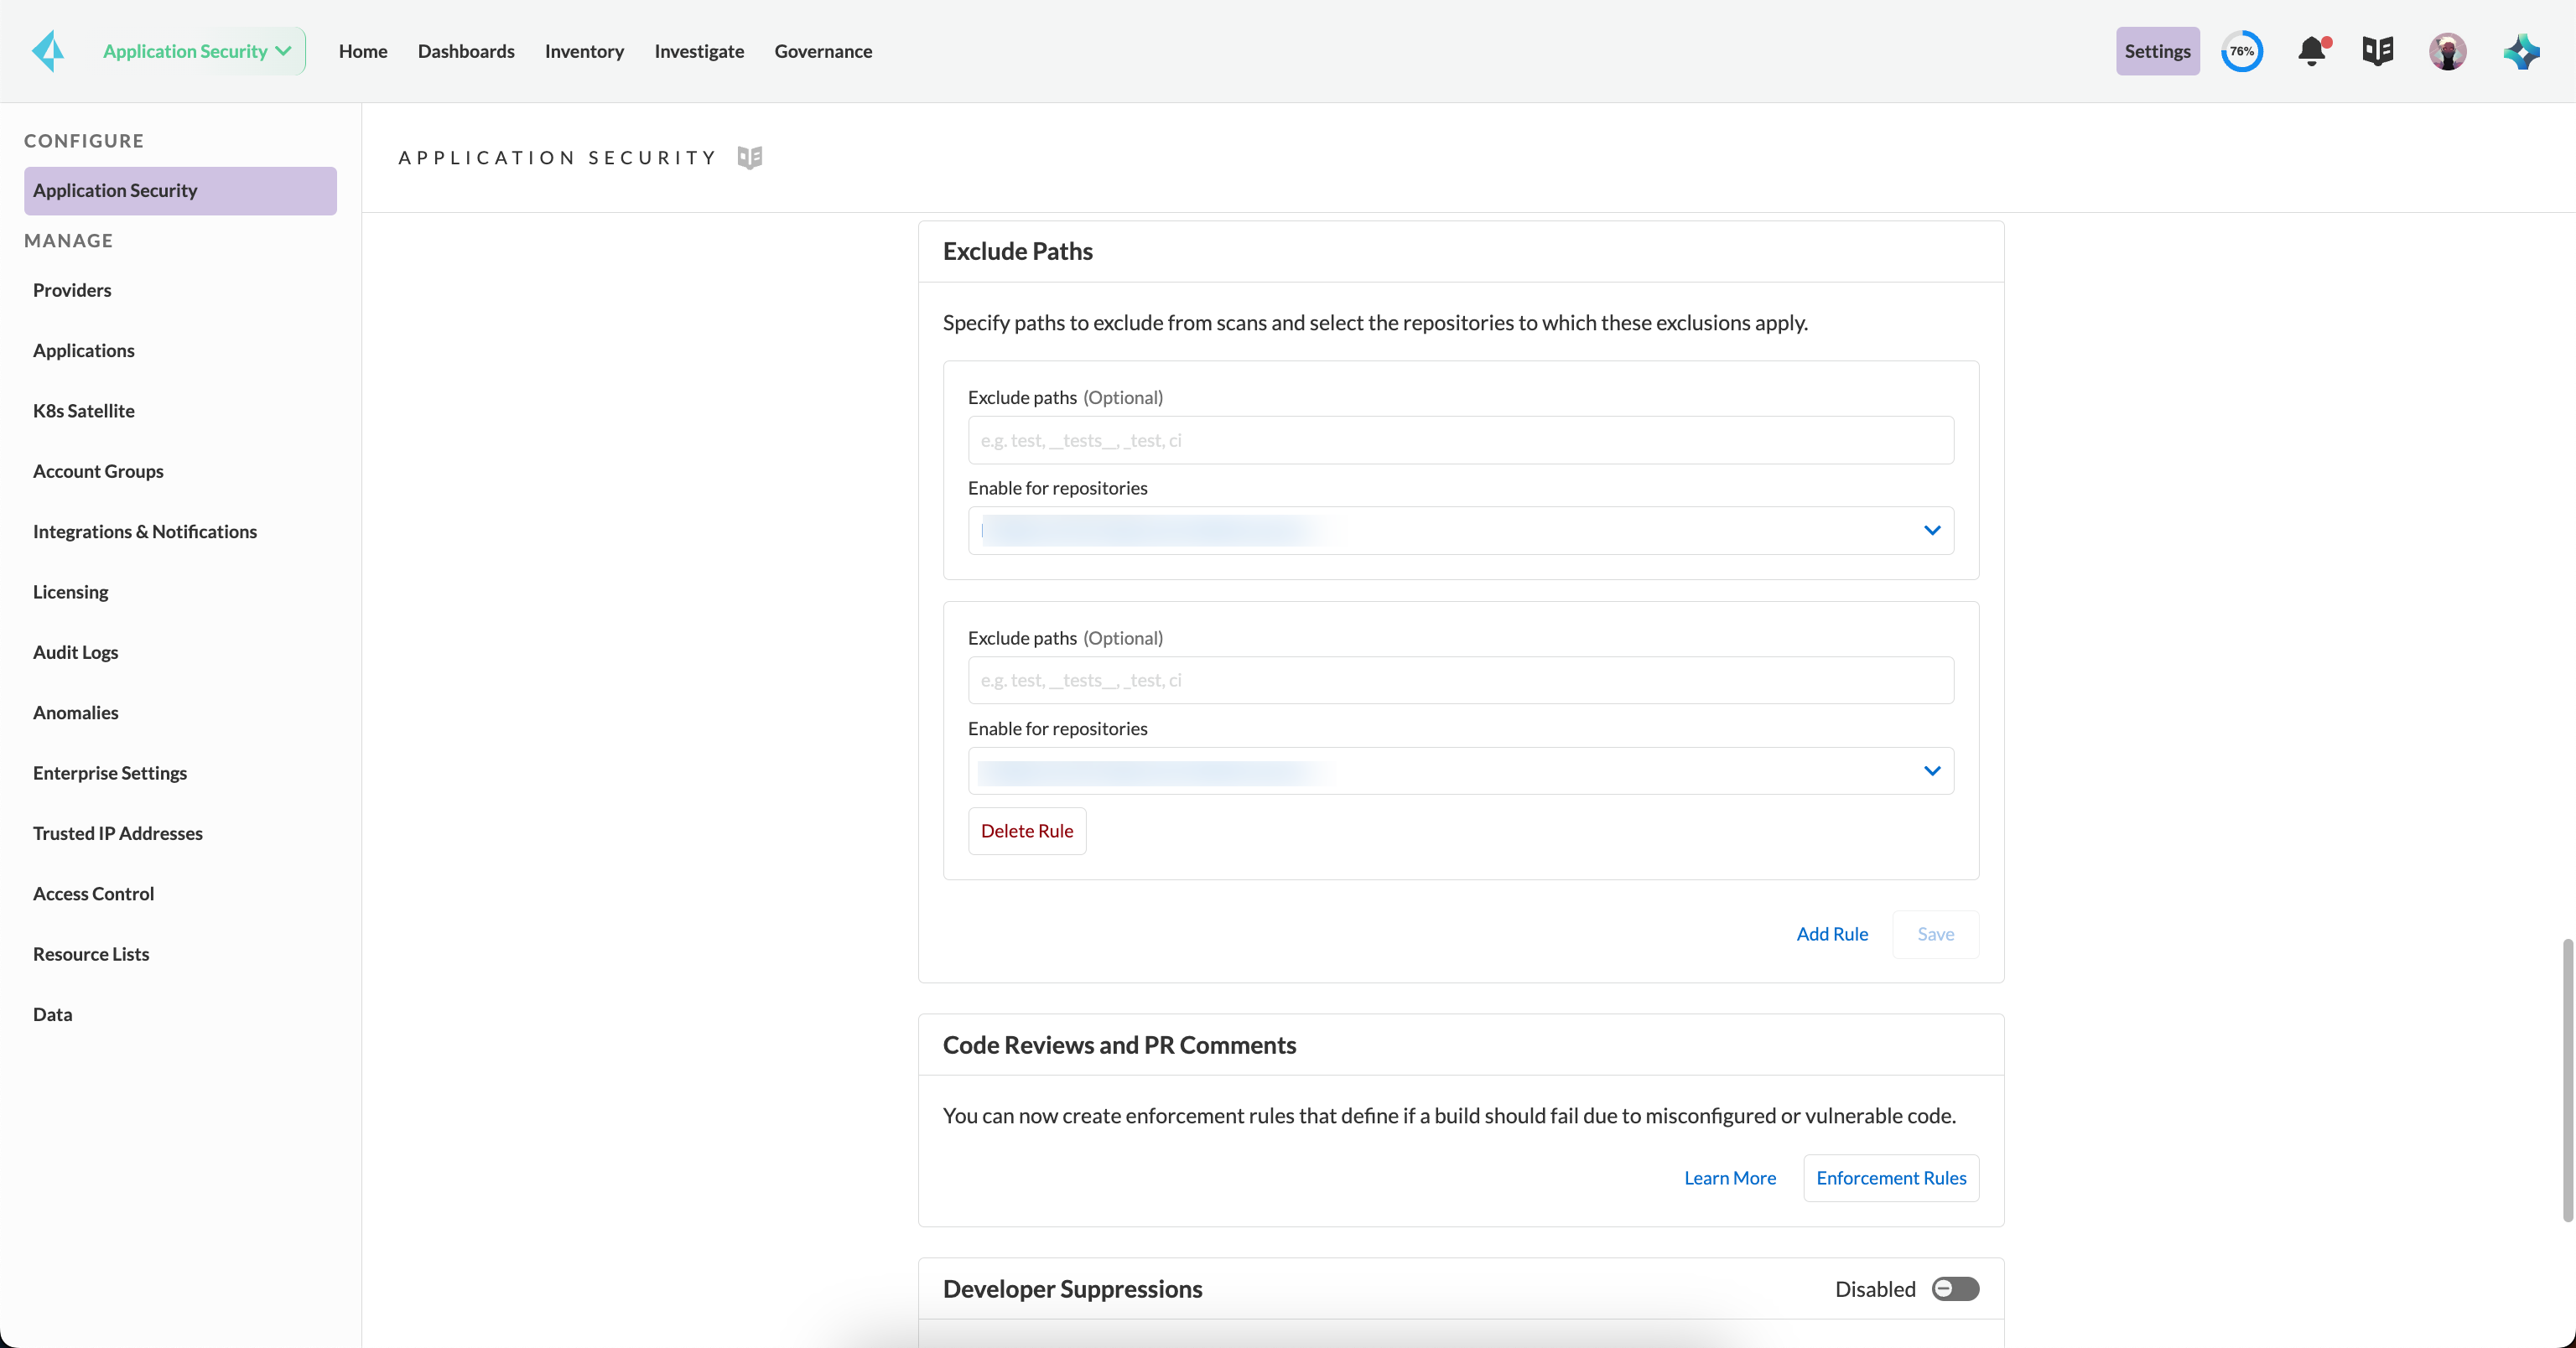 Application Security
Home
Dashboards
Inventory
Investigate
Governance
Settings
76%
CONFIGURE
Application Security
MANAGE
Providers
Applications
K8s Satellite
Account Groups
Integrations & Notifications
Licensing
Audit Logs
Anomalies
Enterprise Settings
Trusted IP Addresses
Access Control
Resource Lists
Data
APPLICATION SECURITY
Exclude Paths
Specify paths to exclude from scans and select the repositories to which these exclusions apply.
Exclude paths (Optional)
e.g. test, __tests__, _test, ci
Enable for repositories
Exclude paths (Optional)
e.g. test, __tests__, _test, ci
Enable for repositories
Delete Rule
Add Rule
Save
Code Reviews and PR Comments
You can now create enforcement rules that define if a build should fail due to misconfigured or vulnerable code.
Learn More
Enforcement Rules
Developer Suppressions
Disabled